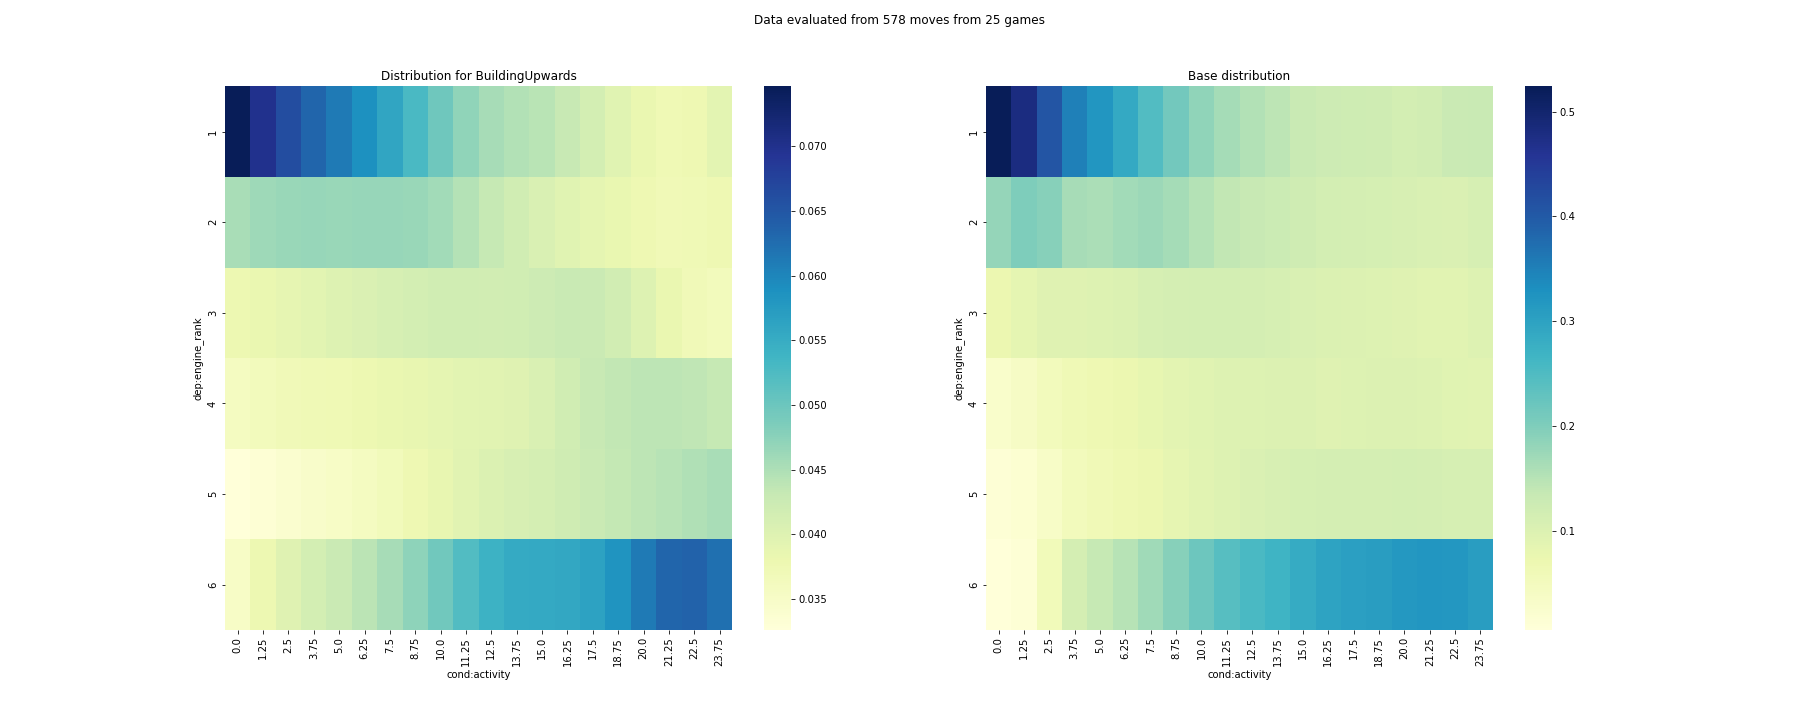 Data evaluated from 578 moves from 25 games
Distribution for BuildingUpwards
dep:engine_rank
1
2
3
4
5
6
0.0 1.25 2.5 3.75 5.0 6.25 7.5 8.75 10.0 11.25 12.5 13.75 15.0 16.25 17.5 18.75 20.0 21.25 22.5 23.75
cond:activity
0.070
0.065
0.060
0.055
0.050
0.045
0.040
0.035
Base distribution
dep:engine_rank
1
2
3
4
5
6
0.0 1.25 2.5 3.75 5.0 6.25 7.5 8.75 10.0 11.25 12.5 13.75 15.0 16.25 17.5 18.75 20.0 21.25 22.5 23.75
cond:activity
0.5
0.4
0.3
0.2
0.1